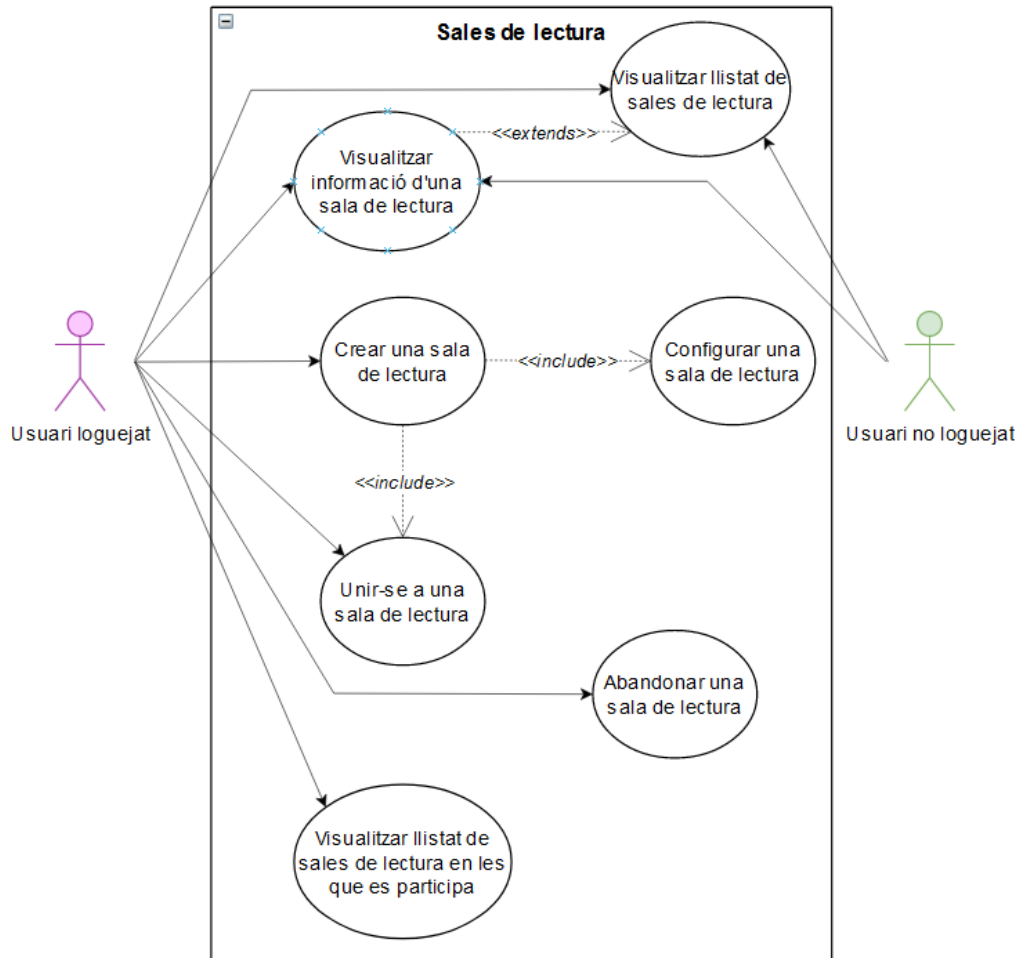 Sales de lectura
Visualitzar llistat de
sales de lectura
<<extends>>
Visualitzar
informació d'una
sala de lectura
Crear una sala
de lectura
<<include>>
Configurar una
sala de lectura
Usuari loguejat
Usuari no loguejat
<<include>>
Unir-se a una
sala de lectura
Abandonar una
sala de lectura
Visualitzar llistat de
sales de lectura en les
que es participa